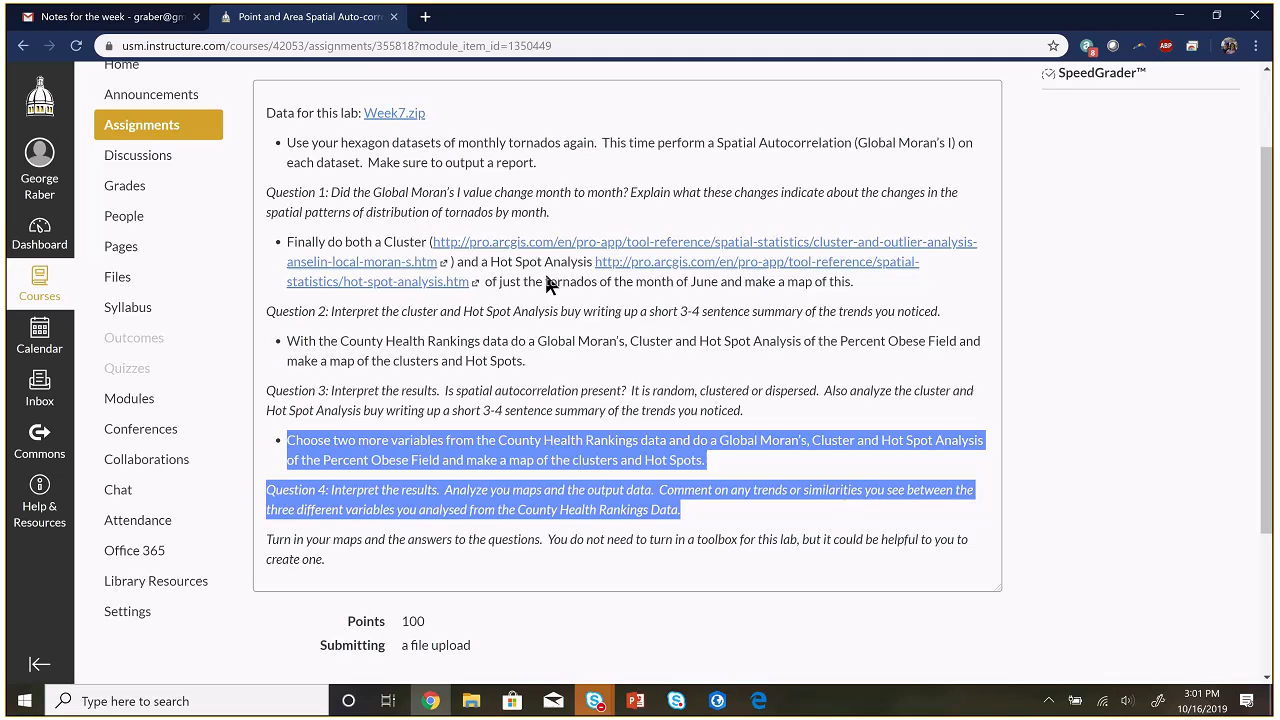 Notes for the week - graber@gm
Point and Area Spatial Auto-corre
usm.instructure.com/courses/42053/assignments/355818?module_item_id=1350449
8
ABP
Home
Announcements
Assignments
Discussions
Grades
People
Pages
Files
Syllabus
Outcomes
Quizzes
Modules
Conferences
Collaborations
Chat
Attendance
Office 365
Library Resources
Settings
George
Raber
Dashboard
Courses
Calendar
Inbox
Commons
Help &
Resources
Data for this lab: Week7.zip
• Use your hexagon datasets of monthly tornados again. This time perform a Spatial Autocorrelation (Global Moran's I) on
each dataset. Make sure to output a report.
Question 1: Did the Global Moran's I value change month to month? Explain what these changes indicate about the changes in the
spatial patterns of distribution of tornados by month.
• Finally do both a Cluster (http://pro.arcgis.com/en/pro-app/tool-reference/spatial-statistics/cluster-and-outlier-analysis-
anselin-local-moran-s.htm ) and a Hot Spot Analysis http://pro.arcgis.com/en/pro-app/tool-reference/spatial-
statistics/hot-spot-analysis.htm of just the tornados of the month of June and make a map of this.
Question 2: Interpret the cluster and Hot Spot Analysis buy writing up a short 3-4 sentence summary of the trends you noticed.
• With the County Health Rankings data do a Global Moran's, Cluster and Hot Spot Analysis of the Percent Obese Field and
make a map of the clusters and Hot Spots.
Question 3: Interpret the results. Is spatial autocorrelation present? It is random, clustered or dispersed. Also analyze the cluster and
Hot Spot Analysis buy writing up a short 3-4 sentence summary of the trends you noticed.
• Choose two more variables from the County Health Rankings data and do a Global Moran's, Cluster and Hot Spot Analysis
of the Percent Obese Field and make a map of the clusters and Hot Spots.
Question 4: Interpret the results. Analyze you maps and the output data. Comment on any trends or similarities you see between the
three different variables you analysed from the County Health Rankings Data.
Turn in your maps and the answers to the questions. You do not need to turn in a toolbox for this lab, but it could be helpful to you to
create one.
Points 100
Submitting a file upload
SpeedGrader™
Type here to search
3:01 PM
10/16/2019